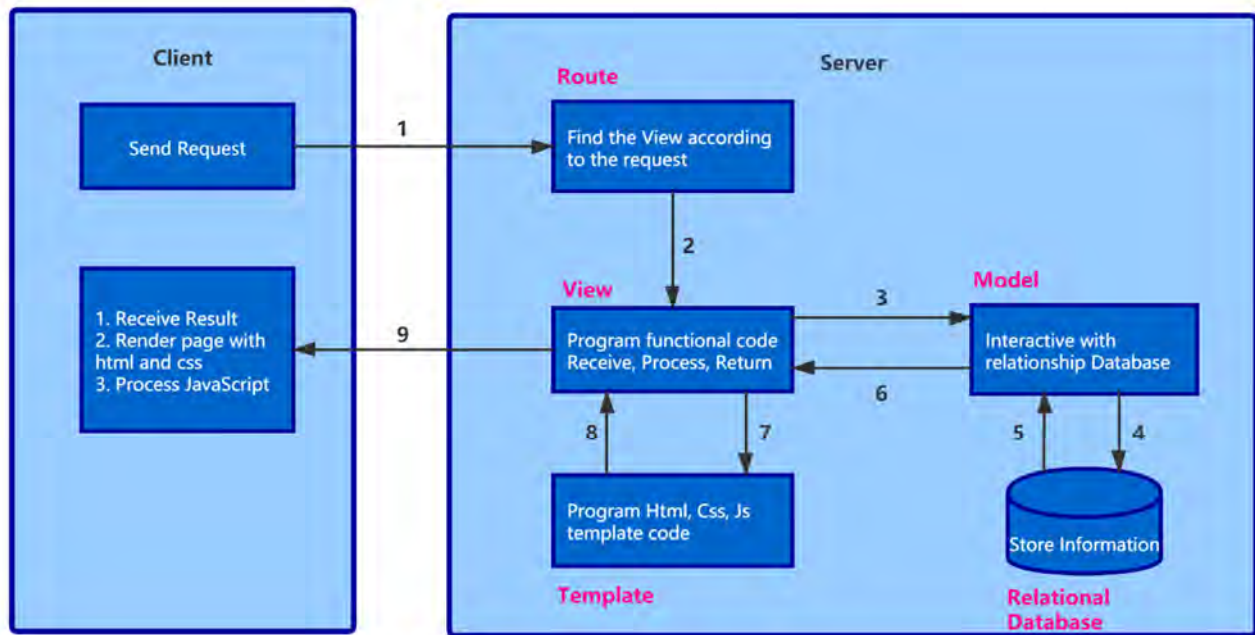 Client
Send Request
1. Receive Result
2. Render page with
html and css
3. Process JavaScript
1
9
Server
Route
Find the View according
to the request
2
View
Program functional code
Receive, Process, Return
3
6
Model
Interactive with
relationship Database
8
7
5
4
Program Html, Css, Js
template code
Template
Store Information
Relational
Database